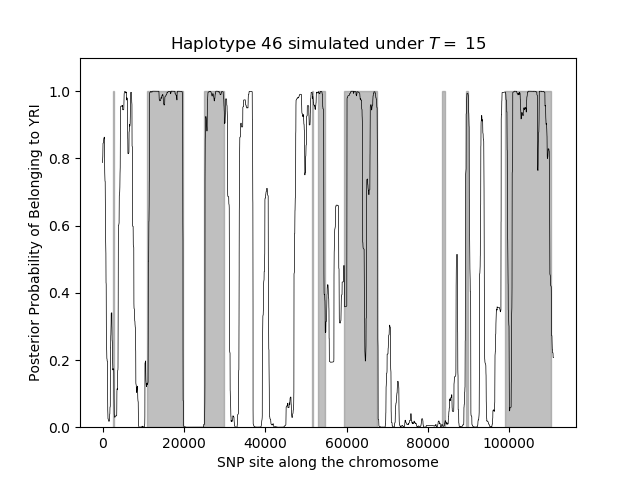 Haplotype 46 simulated under T = 15
Posterior Probability of Belonging to YRI
1.0
0.8
0.6
0.4
0.2
0.0
0 20000 40000 60000 80000 100000
SNP site along the chromosome